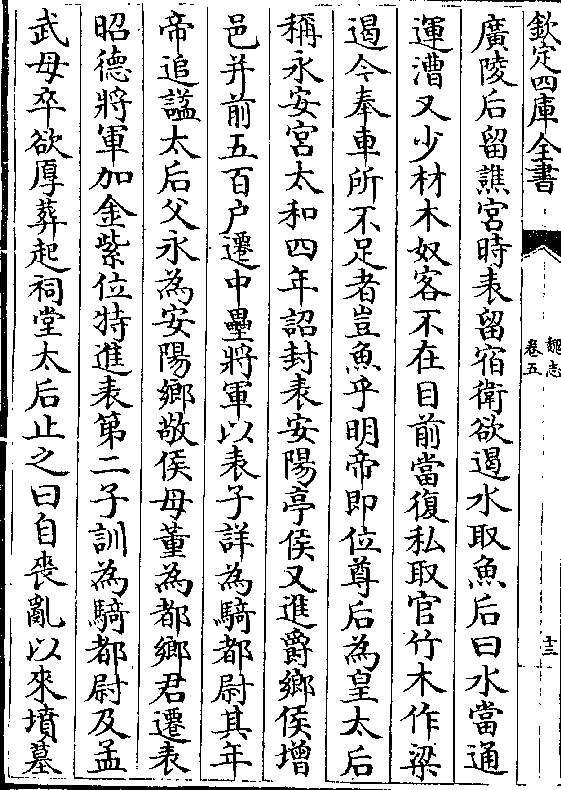 欽定四庫全書
魏志
卷五
十三
廣陵后留譙宮時表留宿衛欲遏水取魚后曰水當通
運漕又少材木奴客不在目前當復私取官竹木作梁
遏今奉車所不足者豈魚乎明帝即位尊后為皇太后
稱永安宮太和四年詔封表安陽亭侯又進爵鄉侯增
邑并前五百户遷中壘將軍以表子詳為騎都尉其年
帝追諡太后父永為安陽鄉敬侯母董為都鄉君遷表
昭德將軍加金紫位特進表第二子訓為騎都尉及孟
武母卒欲厚葬起祠堂太后止之曰自喪亂以來墳墓